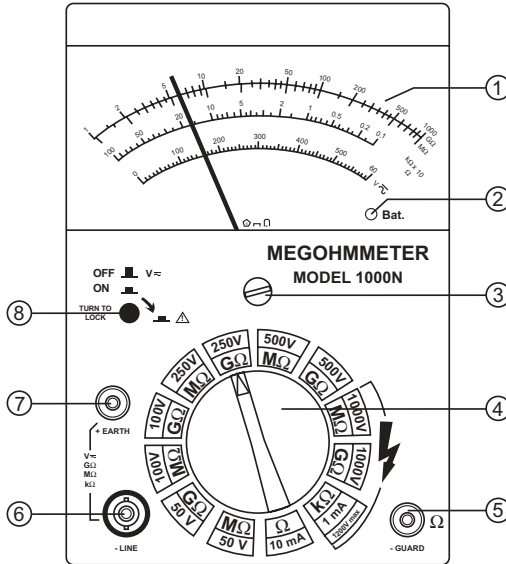 1 2 5 10 20 50 100 200 500 1000
GΩ
MΩ
100 50 20 10 5 2 1 0.5 0.2 0.1
kΩ x 10
Ω
0 100 200 300 400 500 60
V
1
Bat.
2
MEGOHMMETER
MODEL 1000N
3
OFF V
ON
TURN TO
LOCK
8
250V
MΩ
250V
GΩ
500V
MΩ
500V
GΩ
1000V
MΩ
1000V
GΩ
kΩ
1 mA
1200V max
Ω
10 mA
MΩ
50 V
GΩ
50 V
100V
MΩ
100V
GΩ
4
7
+ EARTH
V
GΩ
MΩ
kΩ
6
- LINE
5
Ω
- GUARD